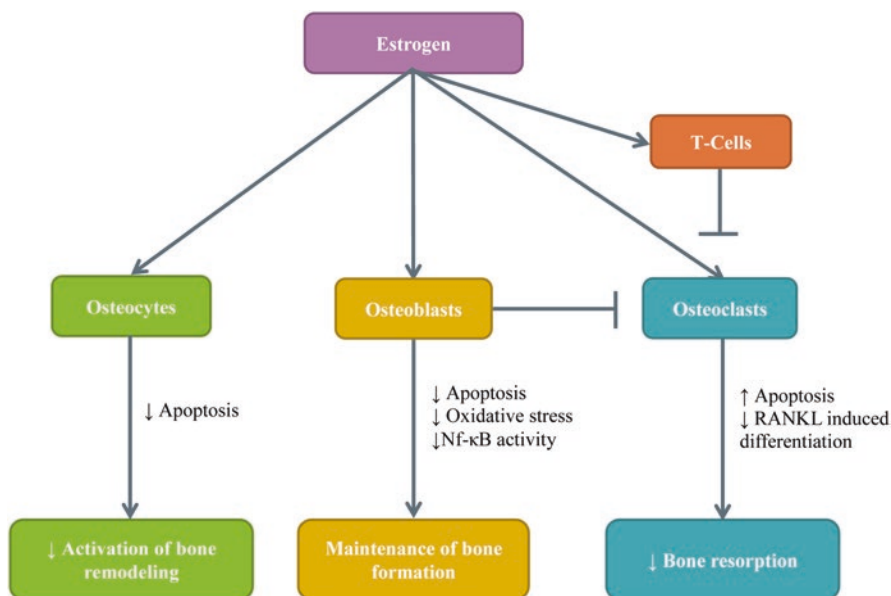 Estrogen
T-Cells
Osteocytes
Osteoblasts
Osteoclasts
↓ Apoptosis
↓ Apoptosis
↓ Oxidative stress
↓Nf-κB activity
↑ Apoptosis
↓ RANKL induced
differentiation
↓ Activation of bone
remodeling
Maintenance of bone
formation
↓ Bone resorption